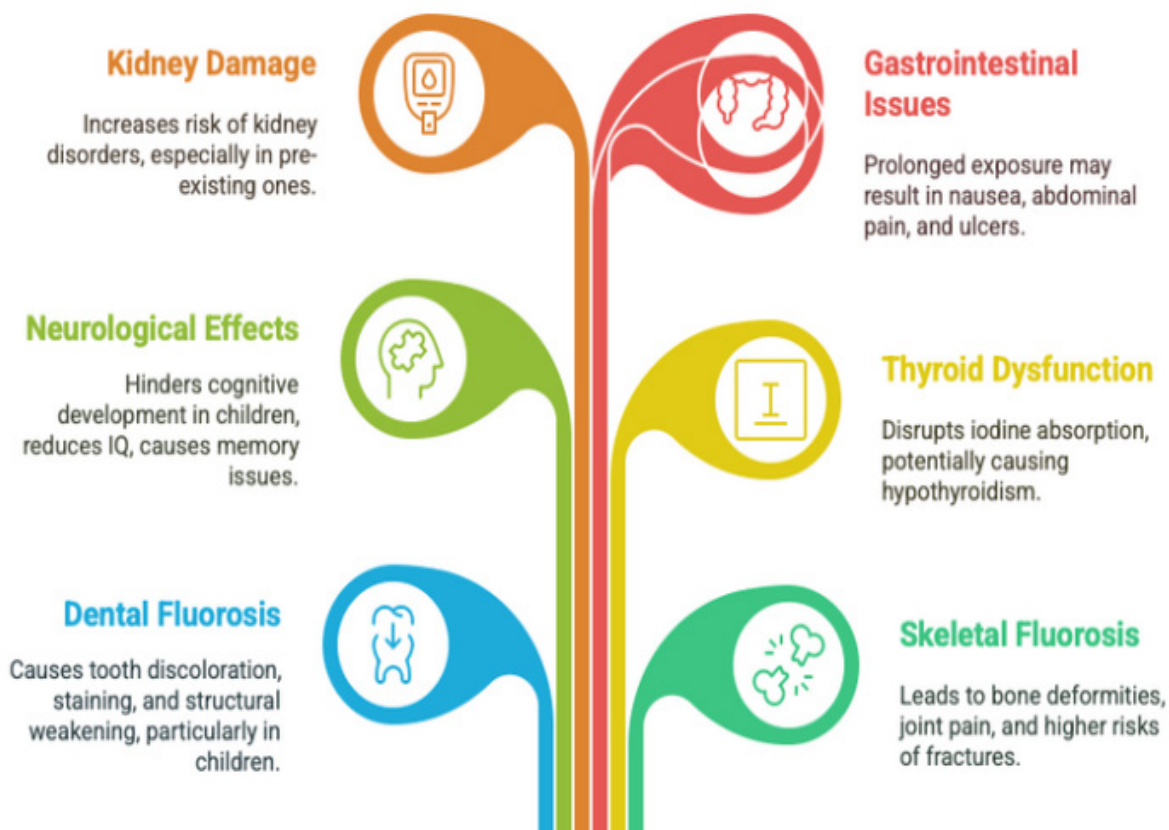 Kidney Damage
Increases risk of kidney
disorders, especially in pre-
existing ones.
Gastrointestinal
Issues
Prolonged exposure may
result in nausea, abdominal
pain, and ulcers.
Neurological Effects
Hinders cognitive
development in children,
reduces IQ, causes memory
issues.
I
Thyroid Dysfunction
Disrupts iodine absorption,
potentially causing
hypothyroidism.
Dental Fluorosis
Causes tooth discoloration,
staining, and structural
weakening, particularly in
children.
Skeletal Fluorosis
Leads to bone deformities,
joint pain, and higher risks
of fractures.